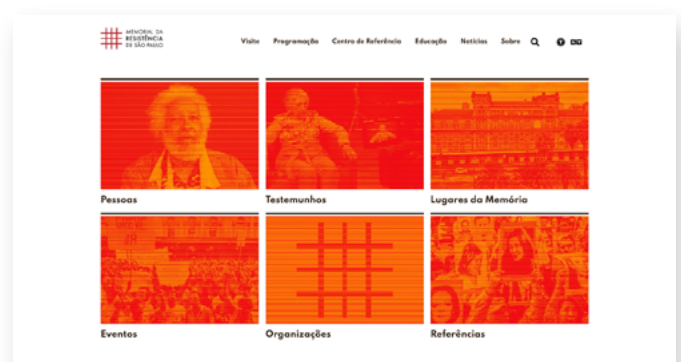 MEMORIAL DA
RESISTÊNCIA
DE SÃO PAULO
Visite Programação Centro de Referência Educação Notícias Sobre
Pessoas Testemunhos Lugares da Memória
Eventos Organizações Referências